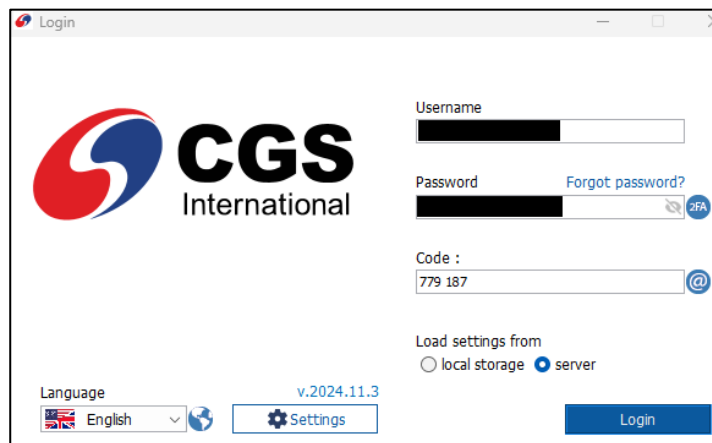 Login
CGS
International
Username
Password Forgot password?
2FA
Code :
779 187
@
Load settings from
local storage server
Language
v.2024.11.3
English
Settings
Login